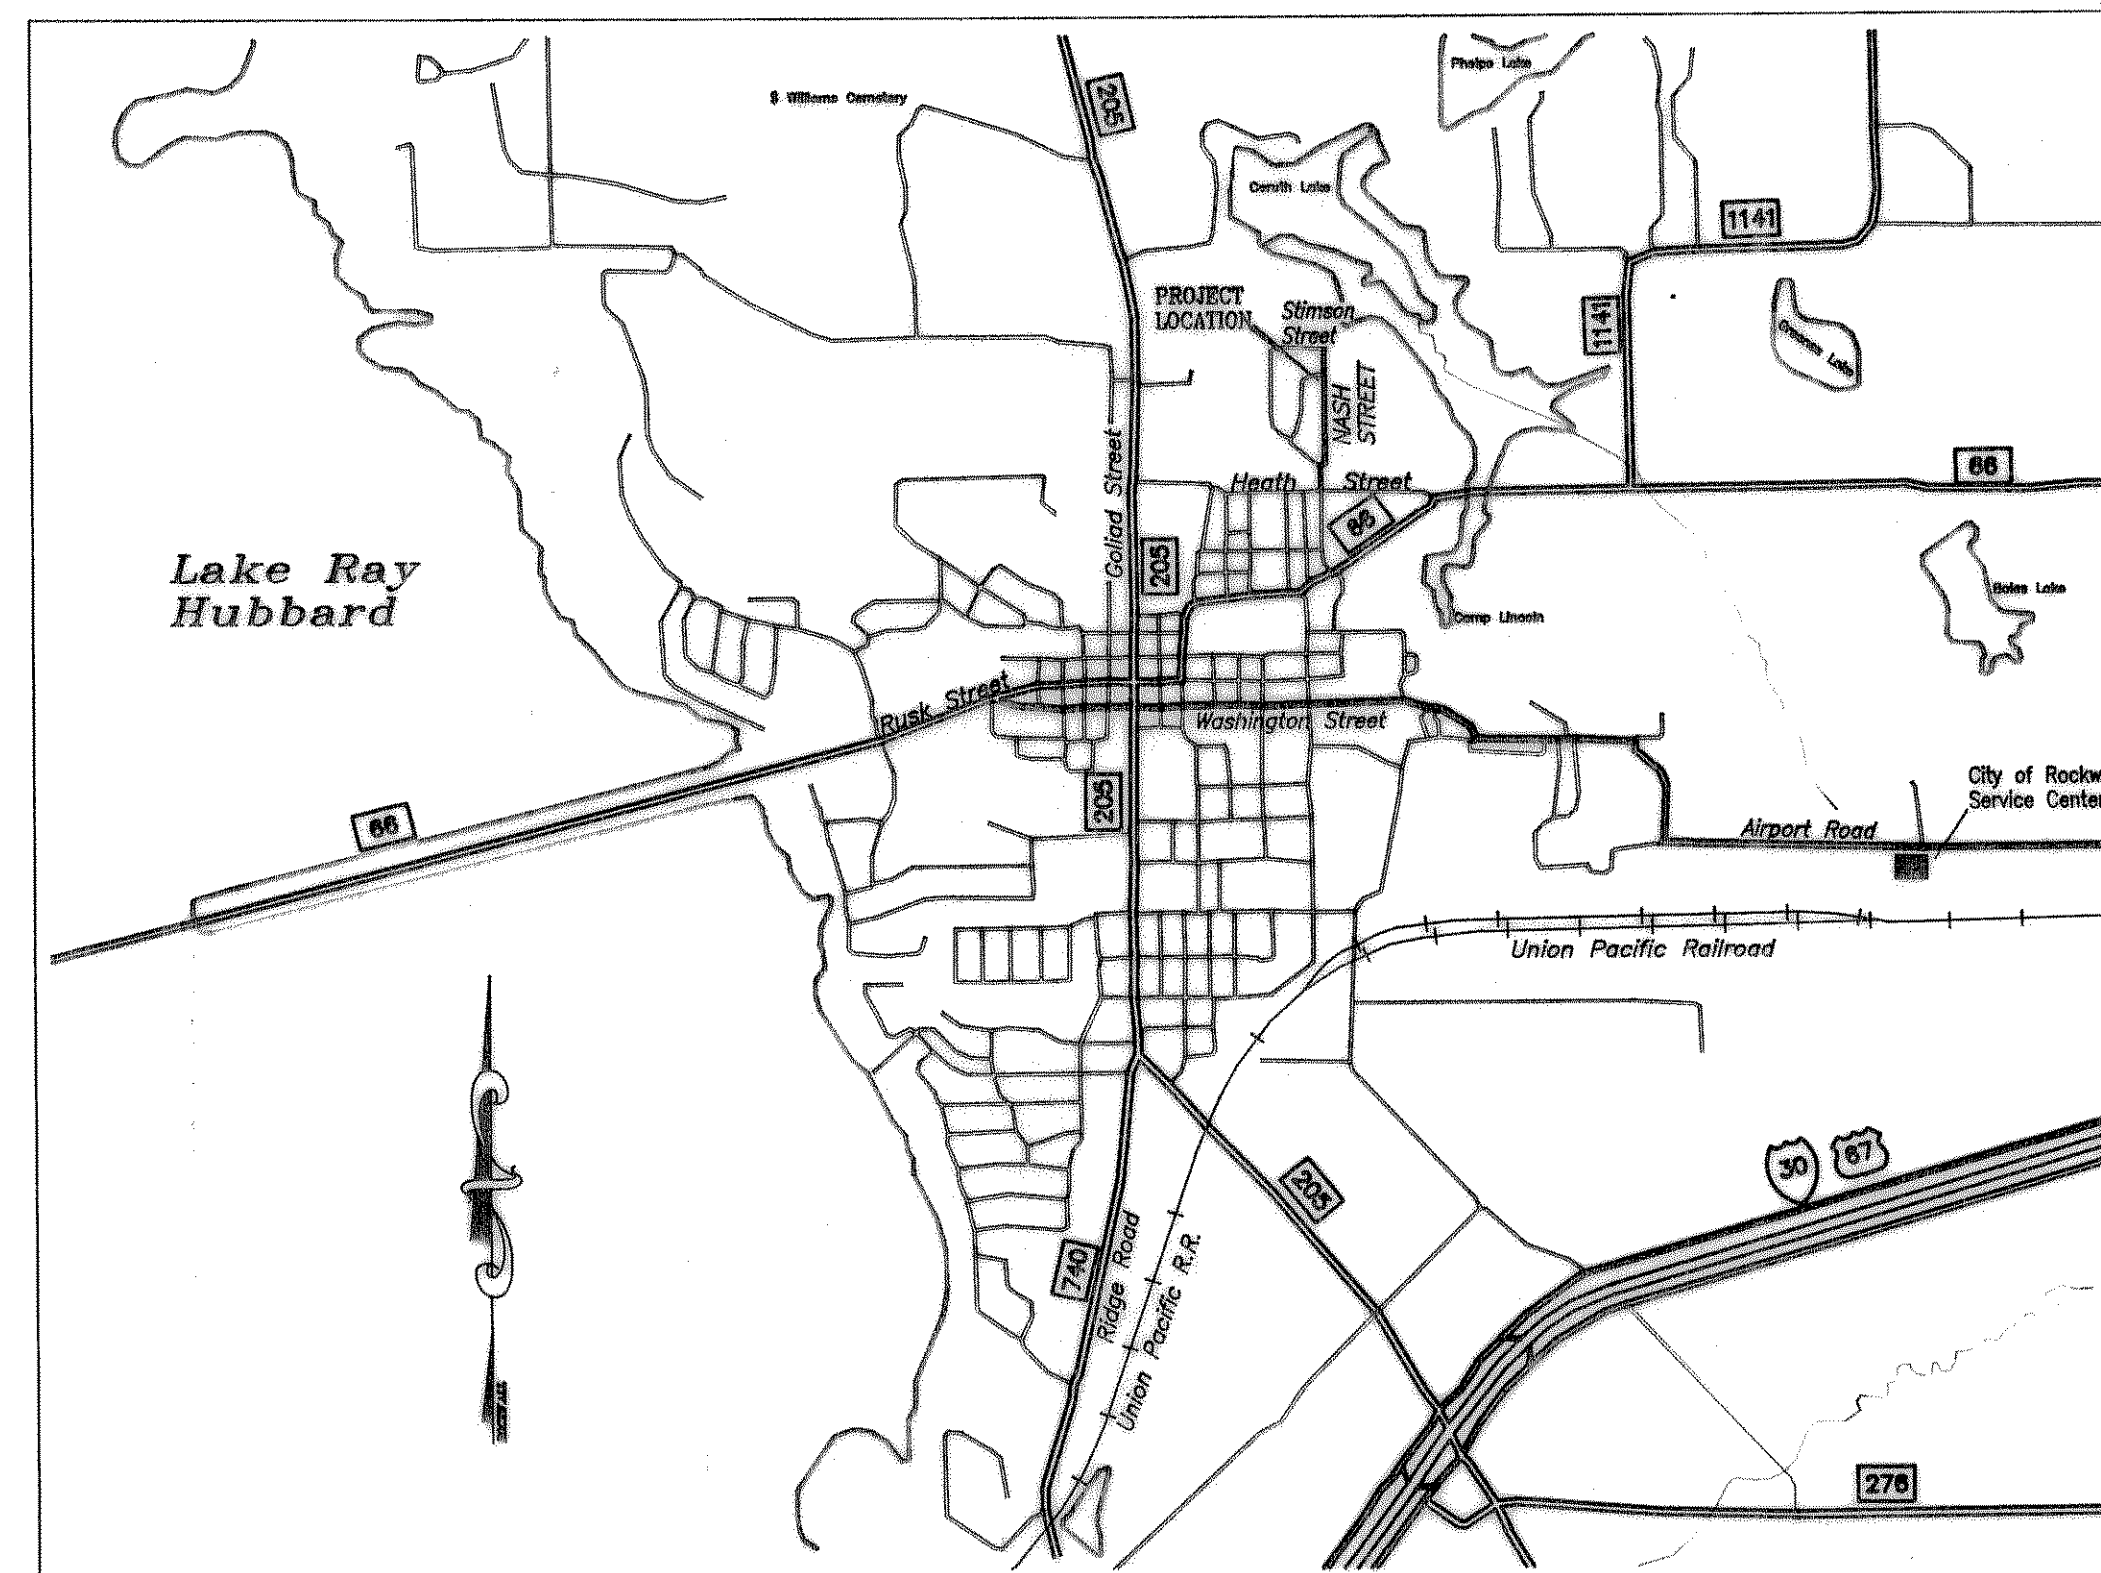 205
Phelps Lake
S Williams Cemetery
Caruth Lake
1141
PROJECT
LOCATION
Stimson
Street
1141
Lake
NASH
STREET
Goliad Street
Heath Street
66
66
205
Lake Ray
Hubbard
Boles Lake
Camp Lincoln
Rusk Street
Washington Street
205
City of Rockw
Service Center
66
Airport Road
Union Pacific Railroad
30
67
205
740
Ridge Road
Union Pacific R.R.
276